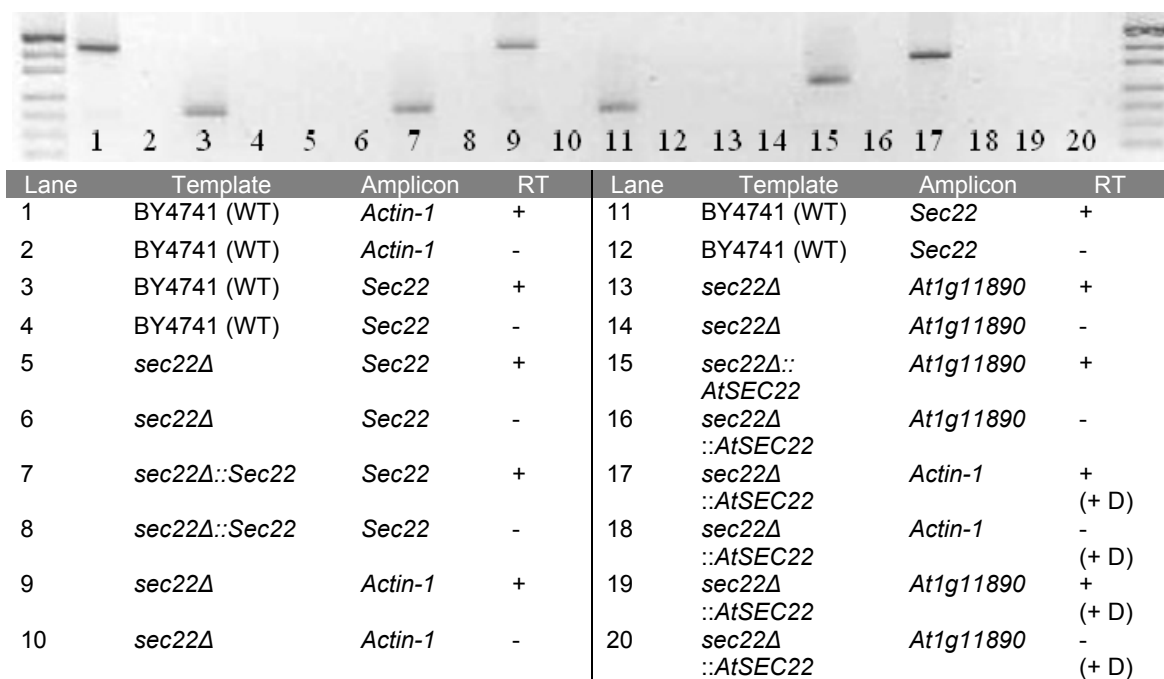 1 2 3 4 5 6 7 8 9 10 11 12 13 14 15 16 17 18 19 20
Lane Template Amplicon RT Lane Template Amplicon RT
1 BY4741 (WT) Actin-1 + 11 BY4741 (WT) Sec22 +
2 BY4741 (WT) Actin-1 - 12 BY4741 (WT) Sec22 -
3 BY4741 (WT) Sec22 + 13 sec22Δ At1g11890 +
4 BY4741 (WT) Sec22 - 14 sec22Δ At1g11890 -
5 sec22Δ Sec22 + 15 sec22Δ:: At1g11890 +
AtSEC22
6 sec22Δ Sec22 - 16 sec22Δ At1g11890 -
::AtSEC22
7 sec22Δ::Sec22 Sec22 + 17 sec22Δ Actin-1 +
::AtSEC22 (+ D)
8 sec22Δ::Sec22 Sec22 - 18 sec22Δ Actin-1 -
::AtSEC22 (+ D)
9 sec22Δ Actin-1 + 19 sec22Δ At1g11890 +
::AtSEC22 (+ D)
10 sec22Δ Actin-1 - 20 sec22Δ At1g11890 -
::AtSEC22 (+ D)